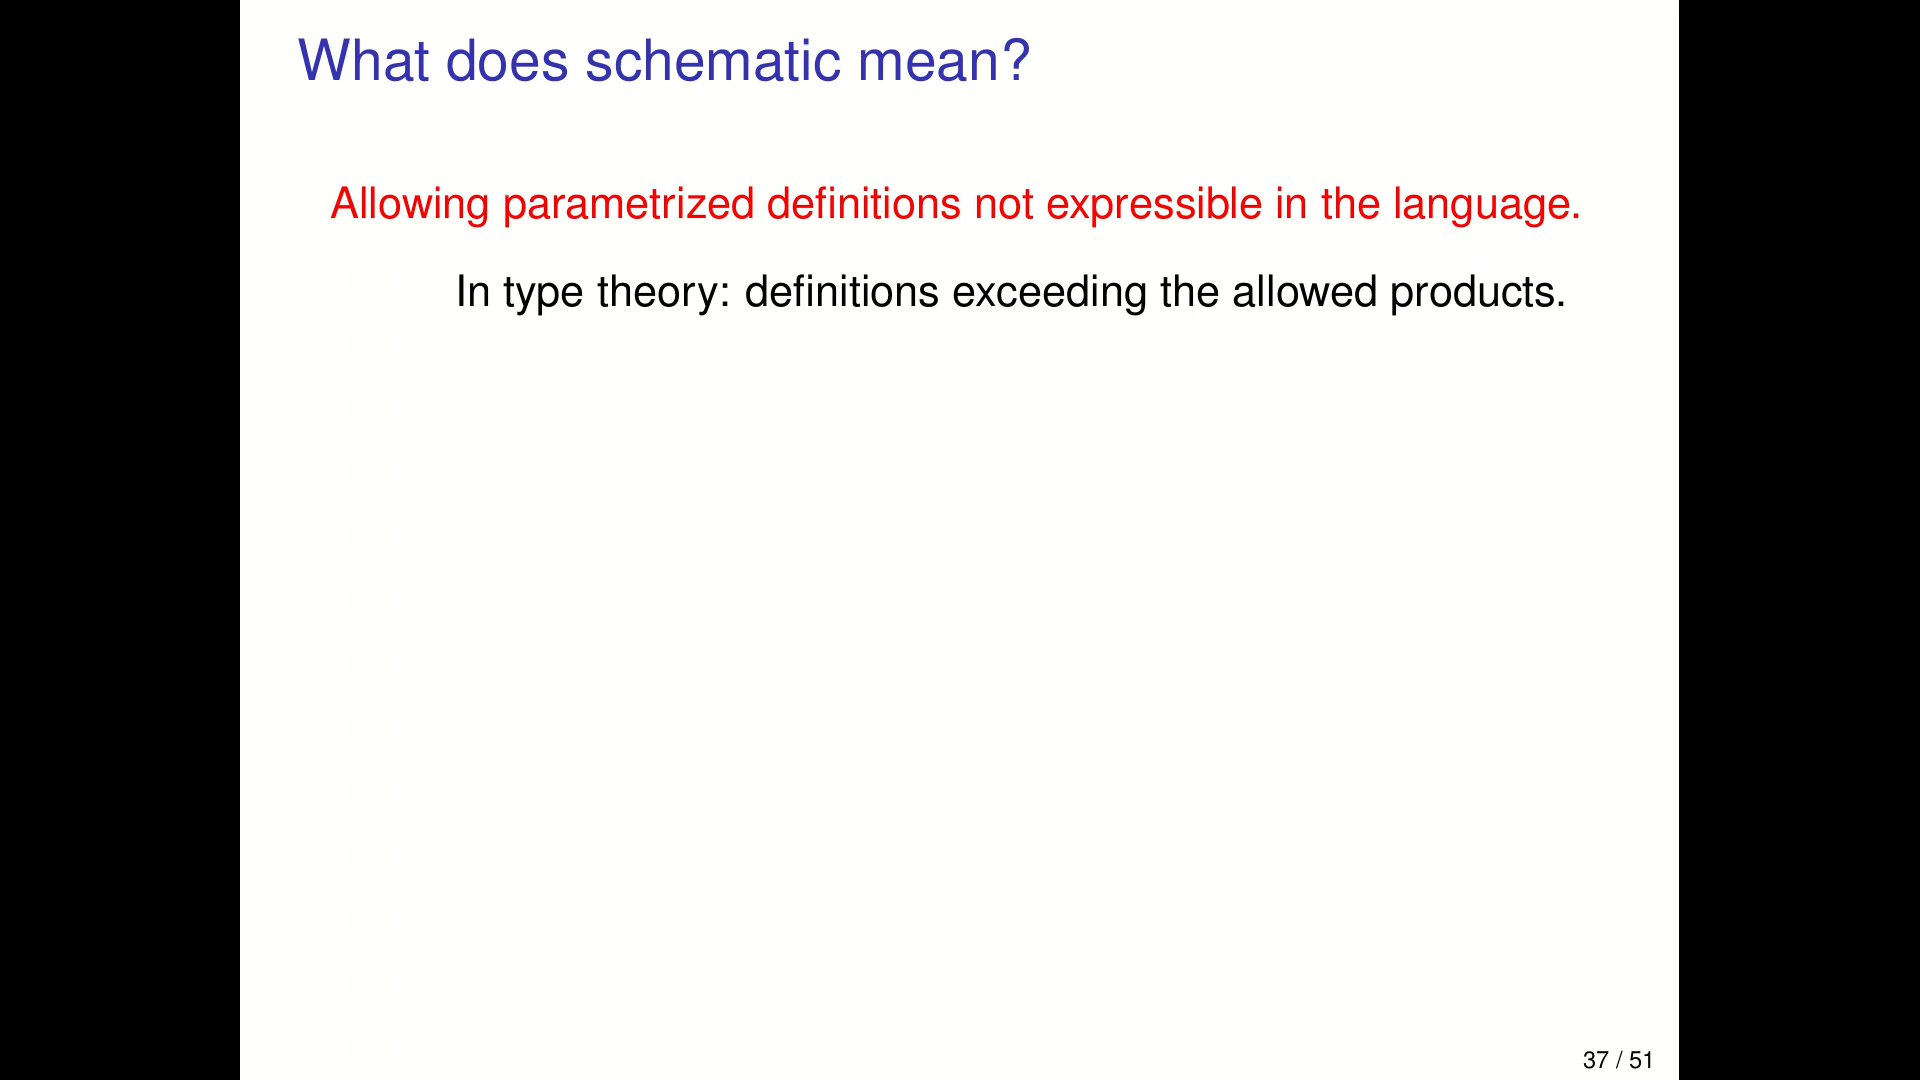 What does schematic mean?
Allowing parametrized definitions not expressible in the language.
In type theory: definitions exceeding the allowed products.
37 / 51